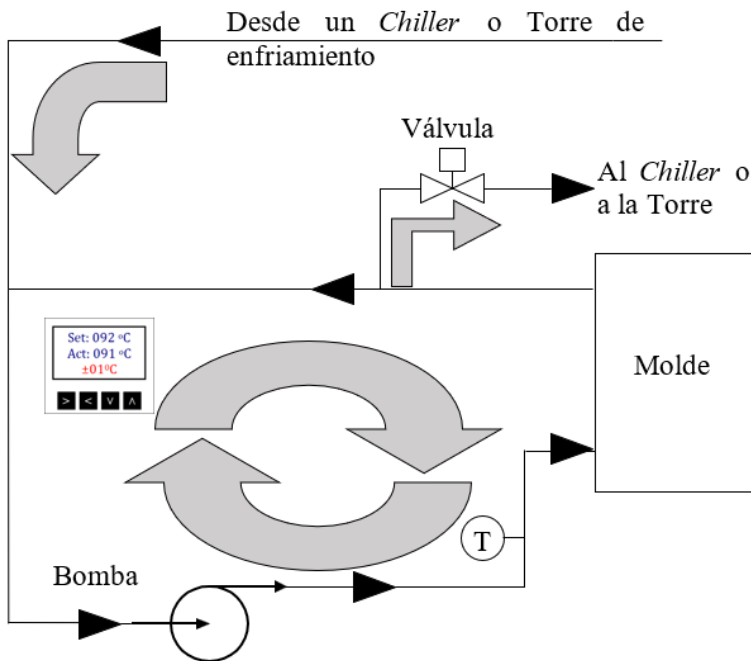 Desde un Chiller o Torre de
enfriamiento
Válvula
Al Chiller o
a la Torre
Set: 092 ºC
Act: 091 ºC
±01ºC
> < v ʌ
Molde
T
Bomba